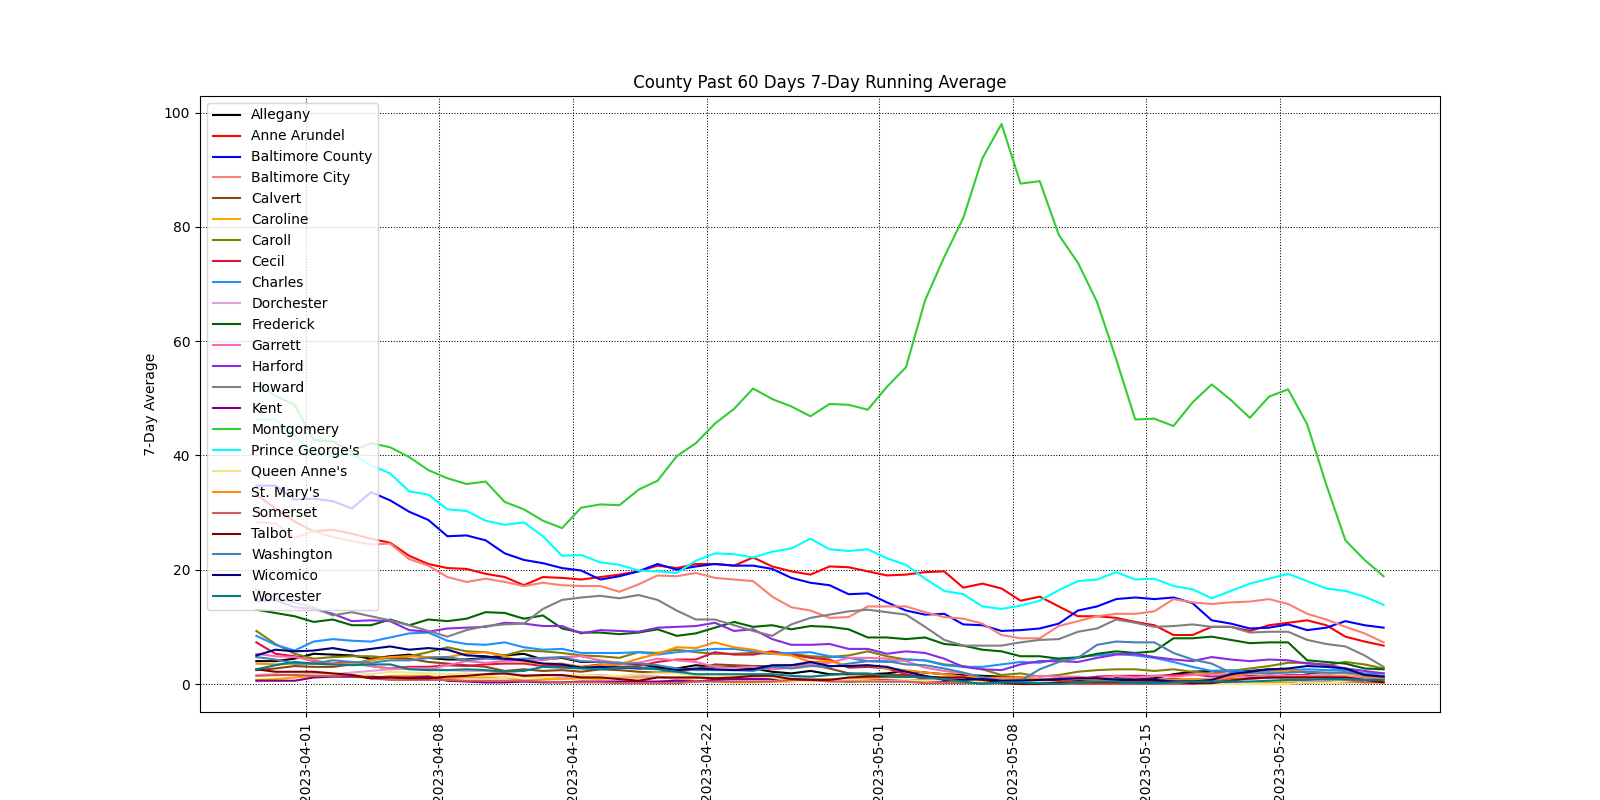 County Past 60 Days 7-Day Running Average
7-Day Average
100
80
60
40
20
0
Allegany
Anne Arundel
Baltimore County
Baltimore City
Calvert
Caroline
Caroll
Cecil
Charles
Dorchester
Frederick
Garrett
Harford
Howard
Kent
Montgomery
Prince George's
Queen Anne's
St. Mary's
Somerset
Talbot
Washington
Wicomico
Worcester
2023-04-01
2023-04-08
2023-04-15
2023-04-22
2023-05-01
2023-05-08
2023-05-15
2023-05-22